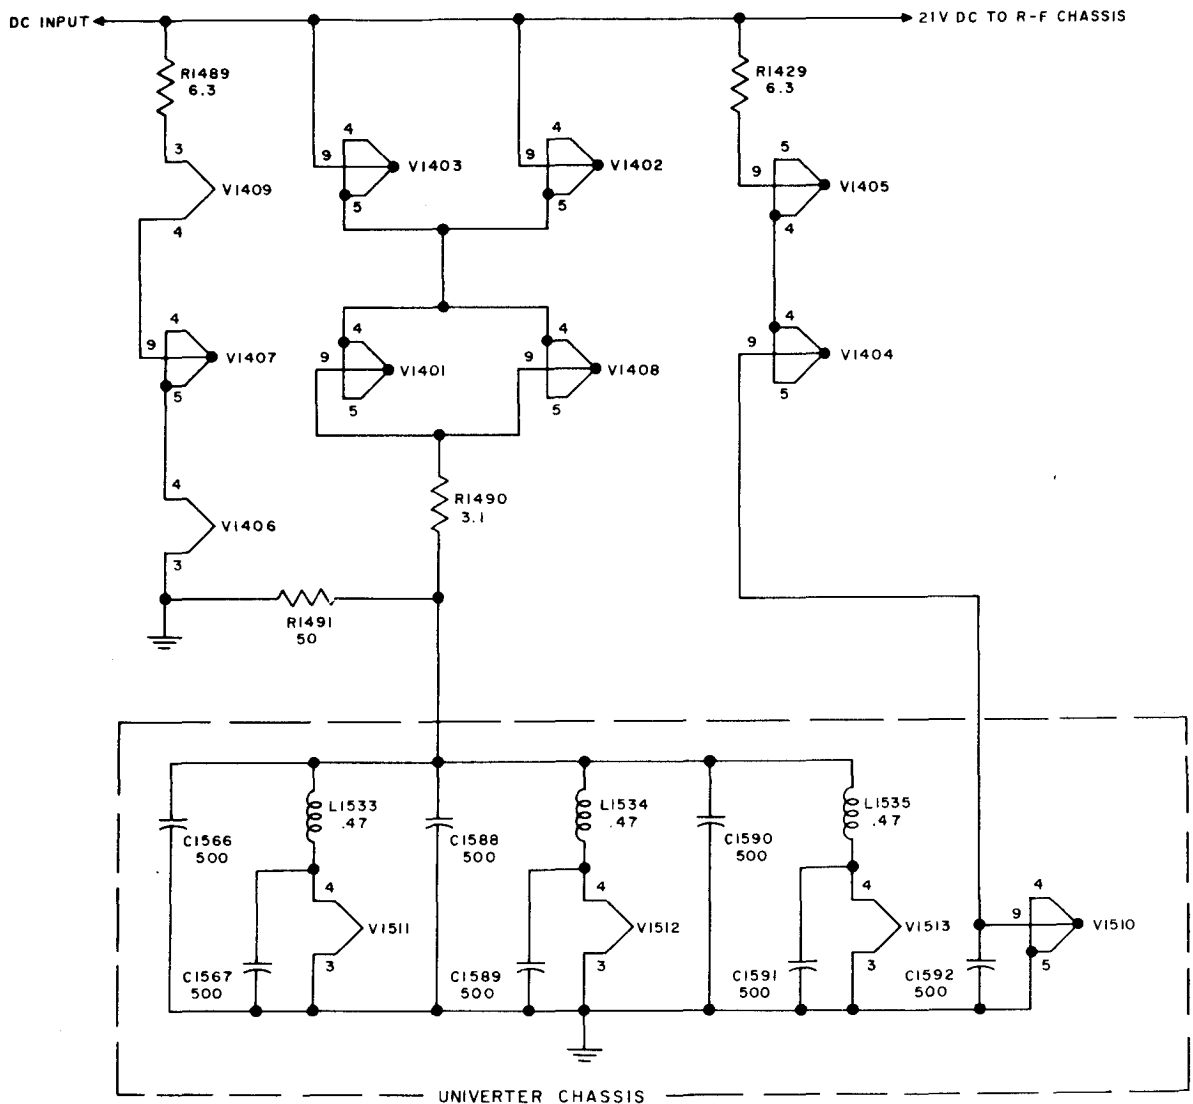 DC INPUT
21V DC TO R-F CHASSIS
R1489
6.3
R1429
6.3
3
V1409
4
4
9
V1403
5
4
9
V1402
5
5
9
V1405
4
4
9
V1407
5
4
9
V1401
5
4
9
V1408
5
4
9
V1404
5
R1490
3.1
4
V1406
3
R1491
50
C1566
500
L1533
.47
C1588
500
L1534
.47
C1590
500
L1535
.47
4
V1511
3
4
V1512
3
4
V1513
3
4
9
V1510
5
C1567
500
C1589
500
C1591
500
C1592
500
UNIVERTER CHASSIS